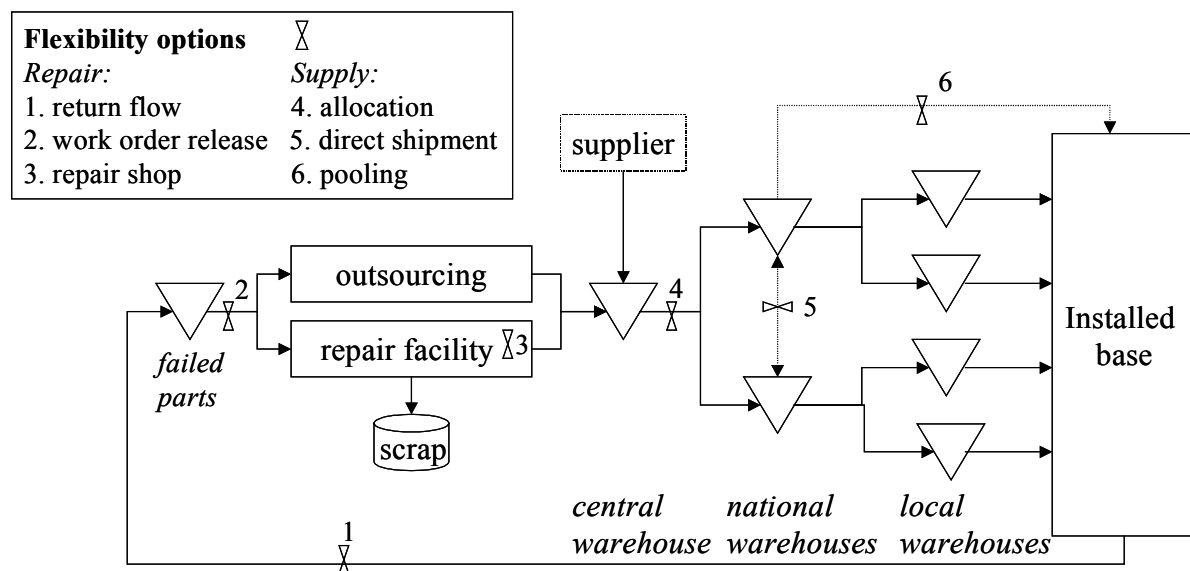 Flexibility options
Repair: Supply:
1. return flow 4. allocation
2. work order release 5. direct shipment
3. repair shop 6. pooling
supplier
6
outsourcing
2
4
5
repair facility 3
Installed
base
failed
parts
scrap
central
warehouse
national
warehouses
local
warehouses
1